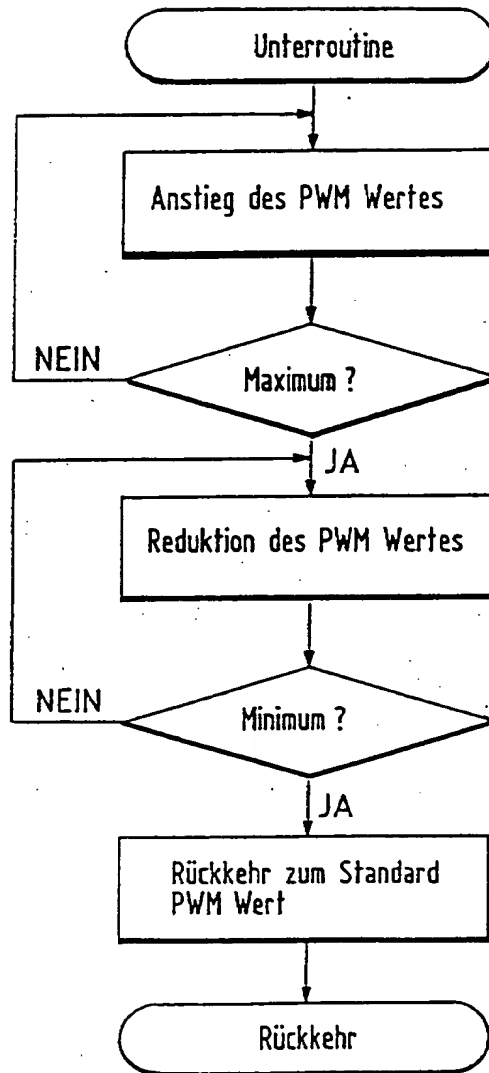 Unterroutine
Anstieg des PWM Wertes
NEIN
Maximum ?
JA
Reduktion des PWM Wertes
NEIN
Minimum ?
JA
Rückkehr zum Standard
PWM Wert
Rückkehr